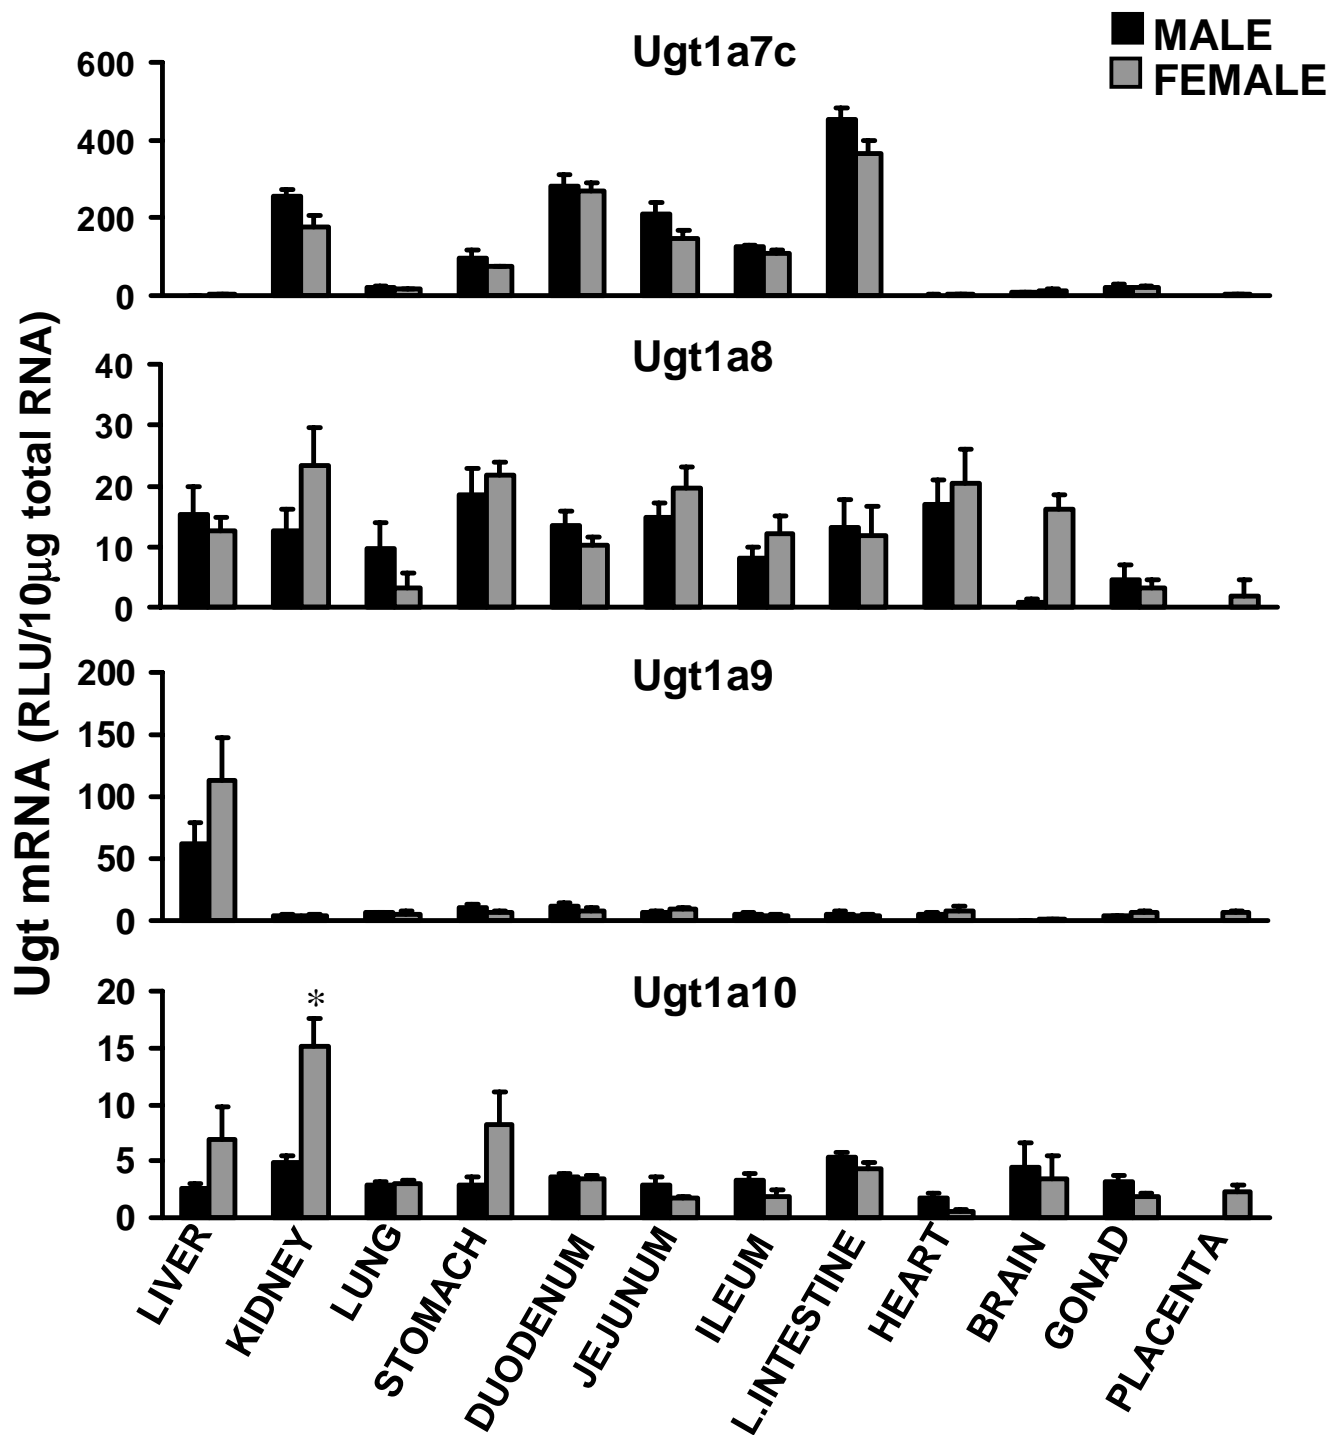 MALE
FEMALE
Ugt mRNA (RLU/10μg total RNA)
Ugt1a7c
600
400
200
0
Ugt1a8
40
30
20
10
0
Ugt1a9
200
150
100
50
0
Ugt1a10
20
15
10
5
0
*
LIVER
KIDNEY
LUNG
STOMACH
DUODENUM
JEJUNUM
ILEUM
L.INTESTINE
HEART
BRAIN
GONAD
PLACENTA